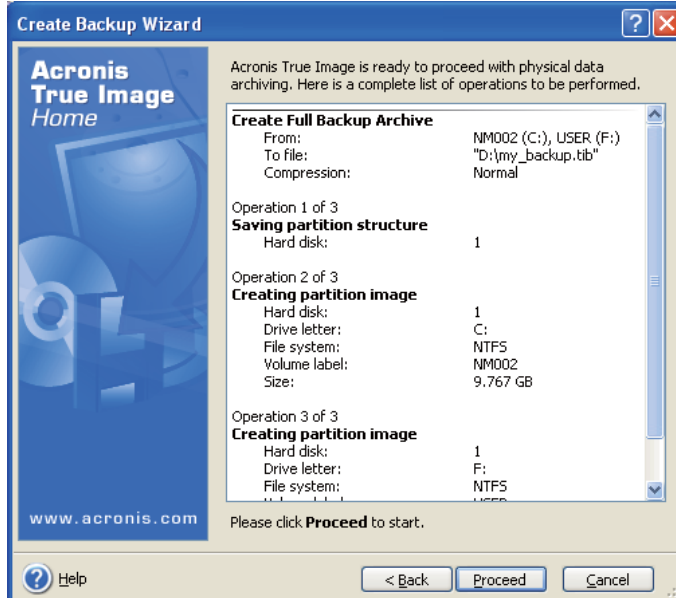 Create Backup Wizard
Acronis
True Image
Home
Acronis True Image is ready to proceed with physical data
archiving. Here is a complete list of operations to be performed.
Create Full Backup Archive
From: NM002 (C:), USER (F:)
To file: "D:\my_backup.tib"
Compression: Normal
Operation 1 of 3
Saving partition structure
Hard disk: 1
Operation 2 of 3
Creating partition image
Hard disk: 1
Drive letter: C:
File system: NTFS
Volume label: NM002
Size: 9.767 GB
Operation 3 of 3
Creating partition image
Hard disk: 1
Drive letter: F:
File system: NTFS
www.acronis.com
Please click Proceed to start.
Help
< Back
Proceed
Cancel